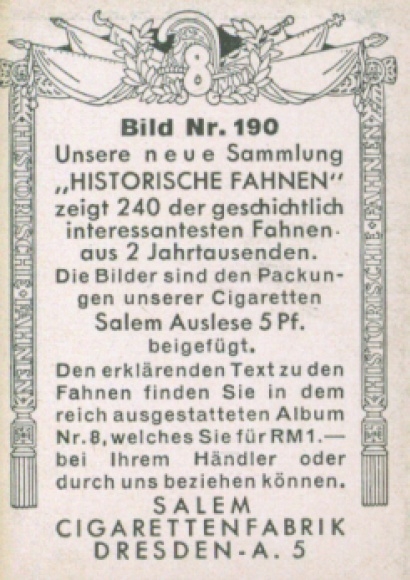 8
Bild Nr. 190
Unsere neue Sammlung
„HISTORISCHE FAHNEN“
zeigt 240 der geschichtlich
interessantesten Fahnen
aus 2 Jahrtausenden.
Die Bilder sind den Packun-
gen unserer Cigaretten
Salem Auslese 5 Pf.
beigefügt.
Den erklärenden Text zu den
Fahnen finden Sie in dem
reich ausgestatteten Album
Nr. 8, welches Sie für RM 1.—
bei Ihrem Händler oder
durch uns beziehen können.
SALEM
CIGARETTENFABRIK
DRESDEN-A. 5
HISTORISCHE·FAHNEN
HISTORISCHE·FAHNEN